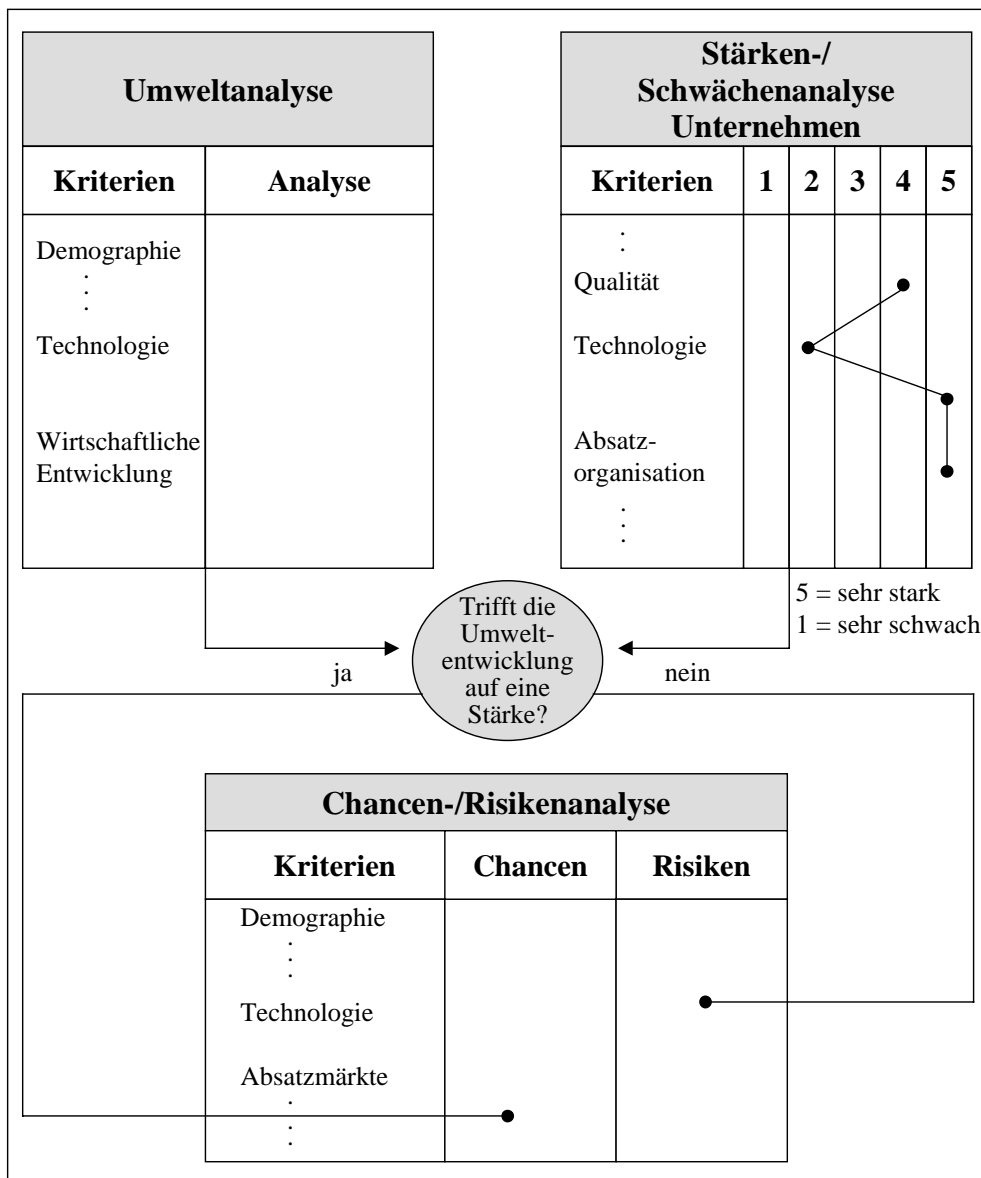 Umweltanalyse
Kriterien Analyse
Demographie
.
.
.
Technologie
Wirtschaftliche
Entwicklung
Stärken-/
Schwächenanalyse
Unternehmen
Kriterien 1 2 3 4 5
.
.
Qualität
Technologie
Absatz-
organisation
.
.
.
5 = sehr stark
1 = sehr schwach
Trifft die
Umwelt-
entwicklung
auf eine
Stärke?
ja
nein
Chancen-/Risikenanalyse
Kriterien Chancen Risiken
Demographie
.
.
.
Technologie
Absatzmärkte
.
.
.